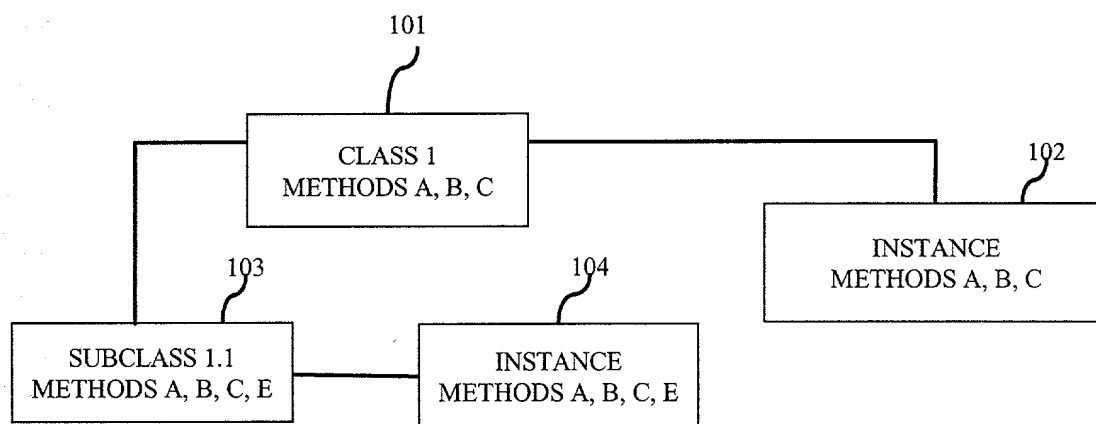 101
CLASS 1
METHODS A, B, C
102
INSTANCE
METHODS A, B, C
103
SUBCLASS 1.1
METHODS A, B, C, E
104
INSTANCE
METHODS A, B, C, E